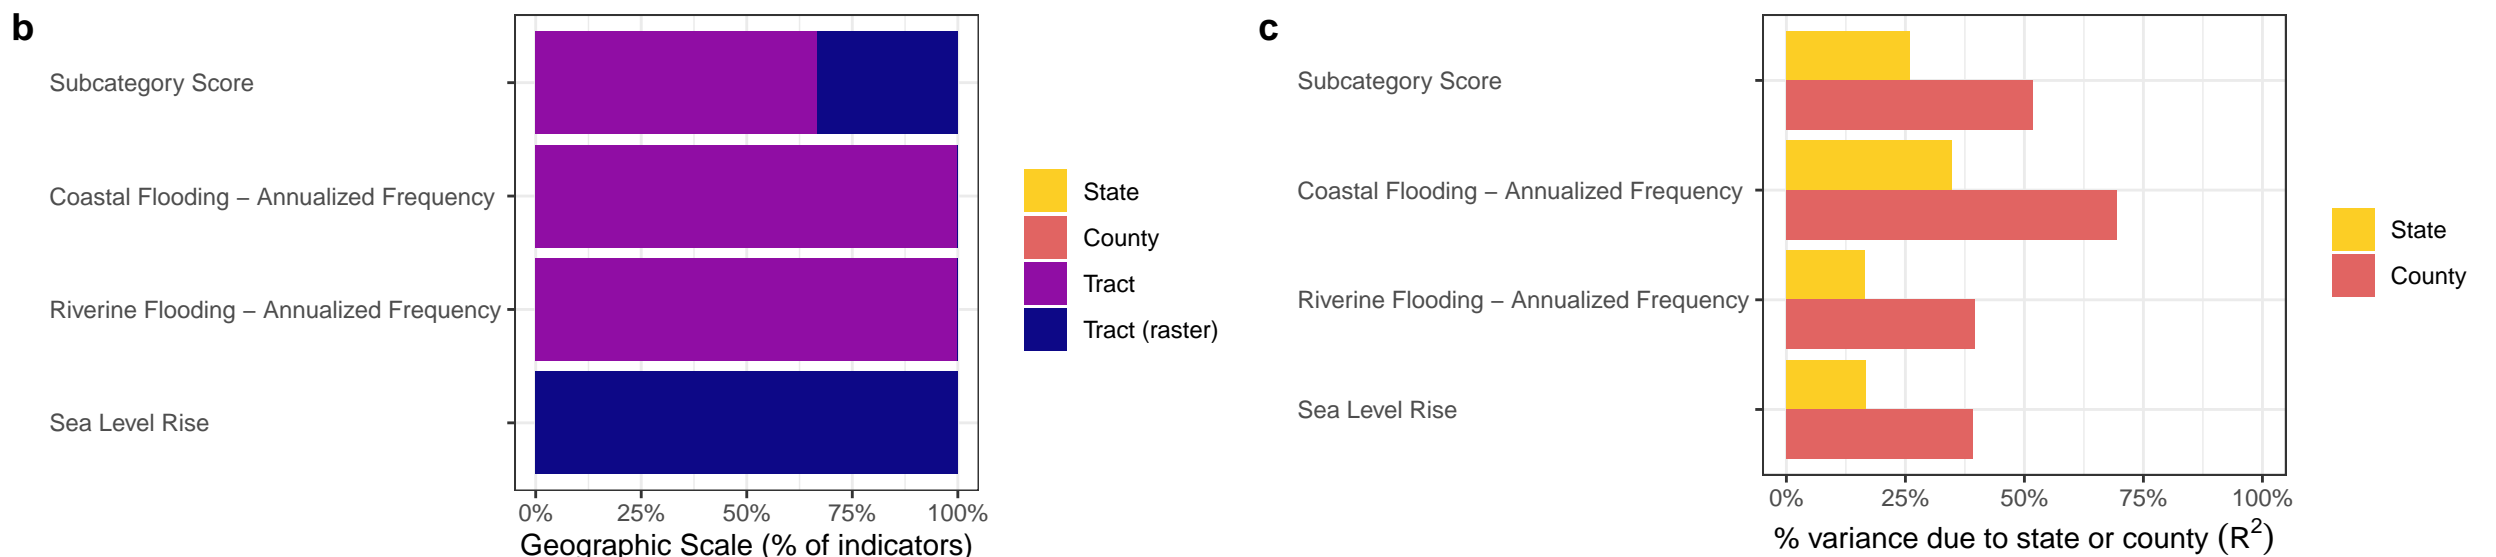 b
Subcategory Score
Coastal Flooding – Annualized Frequency
Riverine Flooding – Annualized Frequency
Sea Level Rise
0% 25% 50% 75% 100%
Geographic Scale (% of indicators)
State
County
Tract
Tract (raster)
c
Subcategory Score
Coastal Flooding – Annualized Frequency
Riverine Flooding – Annualized Frequency
Sea Level Rise
0% 25% 50% 75% 100%
% variance due to state or county (R²)
State
County